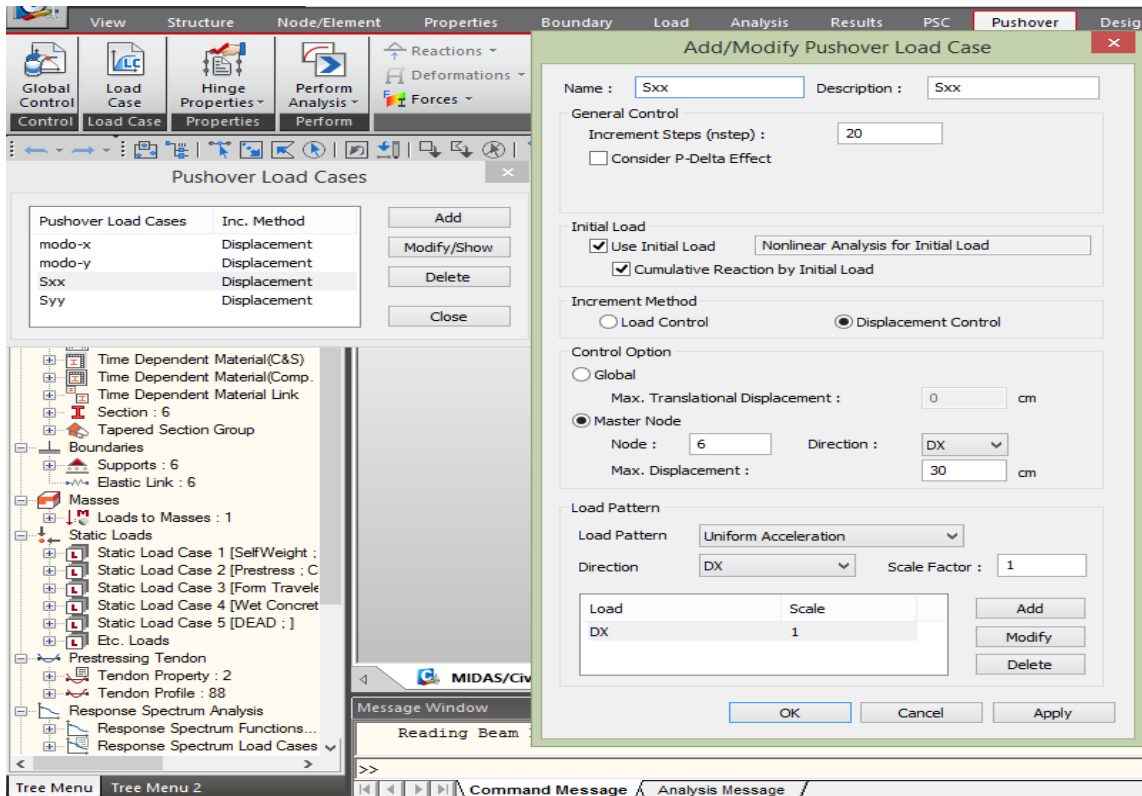 View Structure Node/Element Properties Boundary Load Analysis Results PSC Pushover Desig
Global Control
Load Case
Hinge Properties
Perform Analysis
Reactions
Deformations
Forces
Control Load Case Properties Perform
Pushover Load Cases
Pushover Load Cases Inc. Method
modo-x Displacement
modo-y Displacement
Sxx Displacement
Syy Displacement
Add
Modify/Show
Delete
Close
Time Dependent Material(C&S)
Time Dependent Material(Comp.
Time Dependent Material Link
Section : 6
Tapered Section Group
Boundaries
Supports : 6
Elastic Link : 6
Masses
Loads to Masses : 1
Static Loads
Static Load Case 1 [SelfWeight ;
Static Load Case 2 [Prestress ; C
Static Load Case 3 [Form Travele
Static Load Case 4 [Wet Concret
Static Load Case 5 [DEAD ; ]
Etc. Loads
Prestressing Tendon
Tendon Property : 2
Tendon Profile : 88
Response Spectrum Analysis
Response Spectrum Functions...
Response Spectrum Load Cases
Tree Menu Tree Menu 2
MIDAS/Civ
Message Window
Reading Beam
>>
Command Message Analysis Message
Add/Modify Pushover Load Case
Name : Sxx Description : Sxx
General Control
Increment Steps (nstep) : 20
Consider P-Delta Effect
Initial Load
Use Initial Load Nonlinear Analysis for Initial Load
Cumulative Reaction by Initial Load
Increment Method
Load Control Displacement Control
Control Option
Global
Max. Translational Displacement : 0 cm
Master Node
Node : 6 Direction : DX
Max. Displacement : 30 cm
Load Pattern
Load Pattern Uniform Acceleration
Direction DX Scale Factor : 1
Load Scale
DX 1
Add
Modify
Delete
OK Cancel Apply